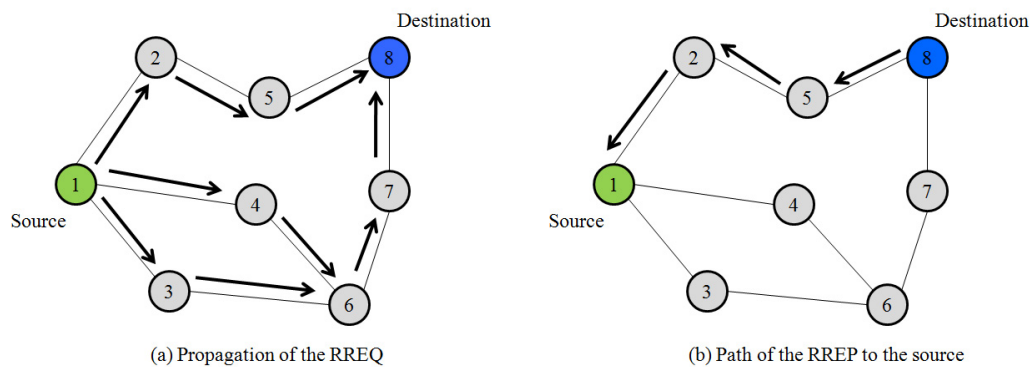 Destination
2
8
5
1
4
7
Source
3
6
(a) Propagation of the RREQ
Destination
2
8
5
1
4
7
Source
3
6
(b) Path of the RREP to the source